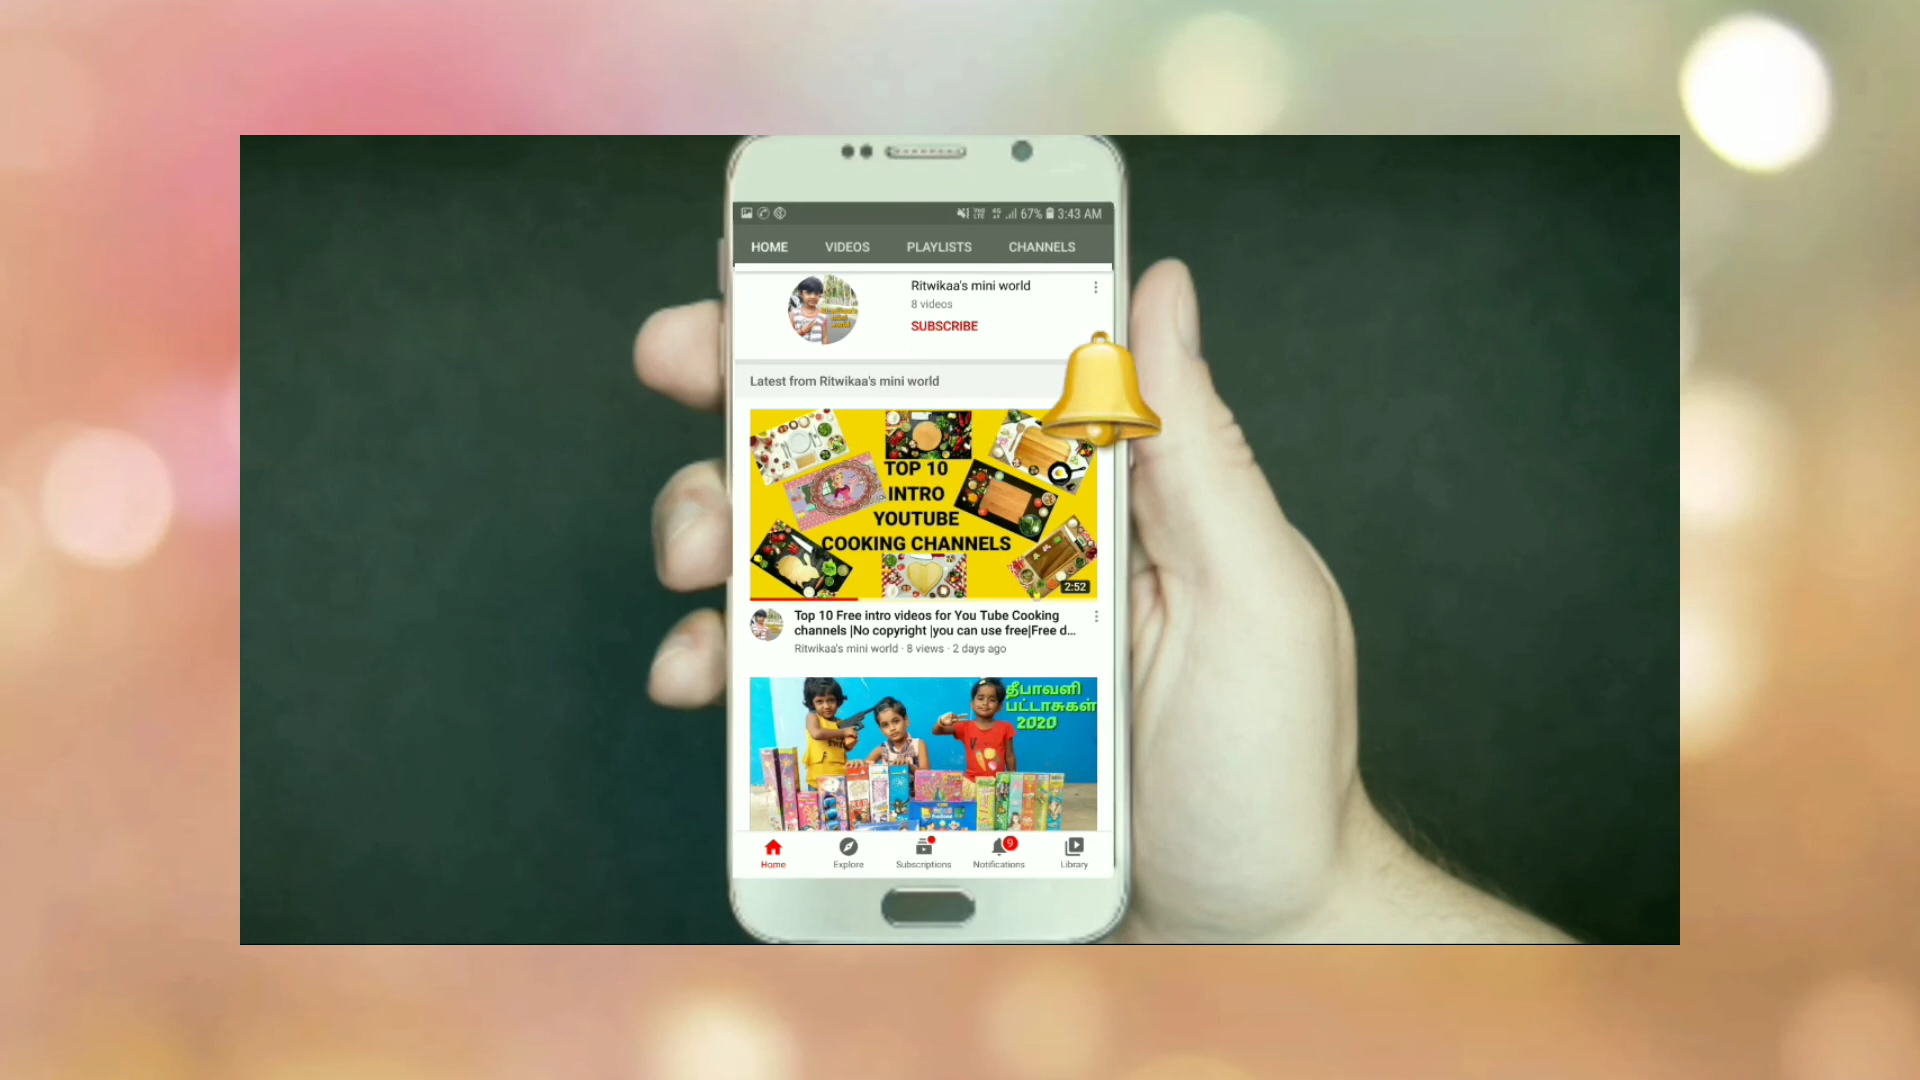 67% 3:43 AM
HOME VIDEOS PLAYLISTS CHANNELS
Ritwikaa's mini world
8 videos
SUBSCRIBE
Latest from Ritwikaa's mini world
TOP 10
INTRO
YOUTUBE
COOKING CHANNELS
2:52
Top 10 Free intro videos for You Tube Cooking
channels |No copyright |you can use free|Free d...
Ritwikaa's mini world · 8 views · 2 days ago
தீபாவளி
பட்டாசுகள்
2020
9
Home Explore Subscriptions Notifications Library